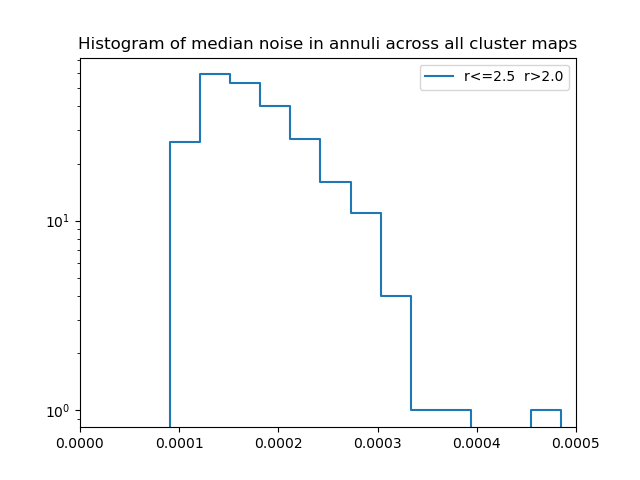 Histogram of median noise in annuli across all cluster maps
r<=2.5  r>2.0
10¹
10⁰
0.0000 0.0001 0.0002 0.0003 0.0004 0.0005